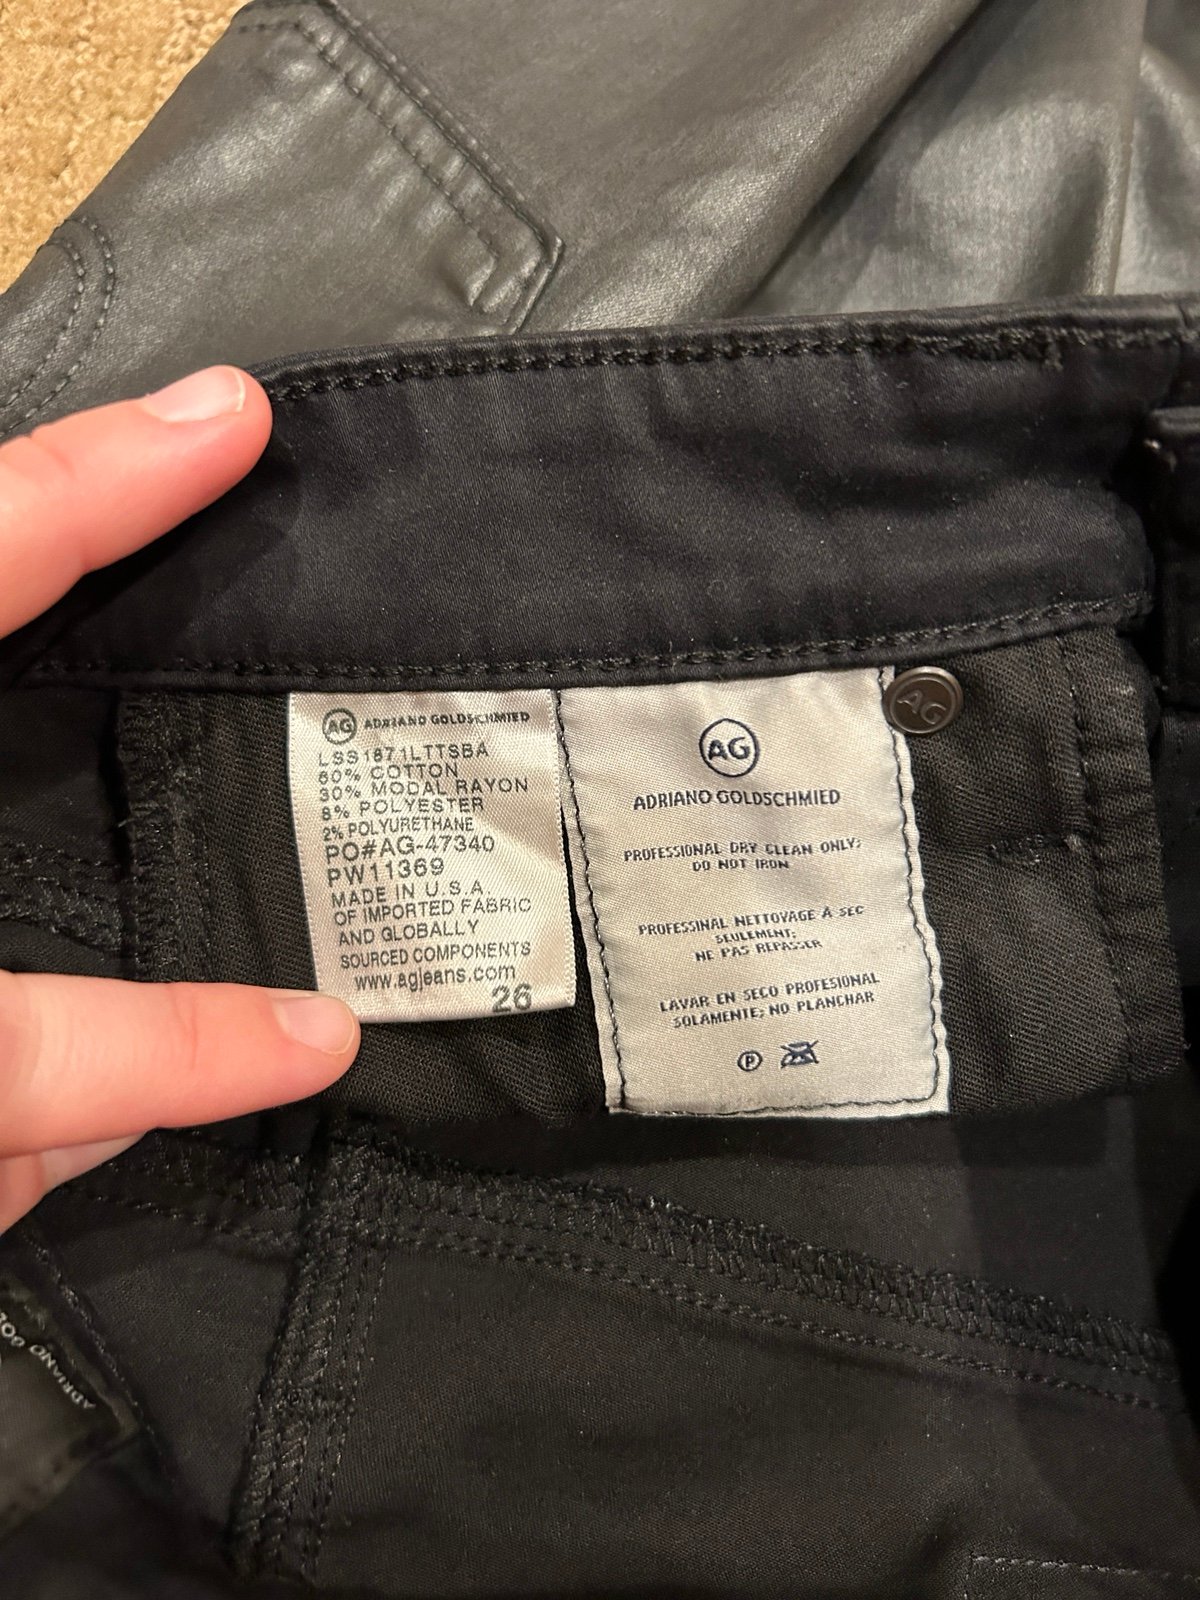 AG ADRIANO GOLDSCHMIED
LSS1871LTTSBA
60% COTTON
30% MODAL RAYON
8% POLYESTER
2% POLYURETHANE
PO#AG-47340
PW11369
MADE IN U.S.A.
OF IMPORTED FABRIC
AND GLOBALLY
SOURCED COMPONENTS
www.agjeans.com
26
AG
ADRIANO GOLDSCHMIED
PROFESSIONAL DRY CLEAN ONLY;
DO NOT IRON
PROFESSINAL NETTOYAGE À SEC
SEULEMENT;
NE PAS REPASSER
LAVAR EN SECO PROFESIONAL
SOLAMENTE; NO PLANCHAR
P
AG
ADRIANO